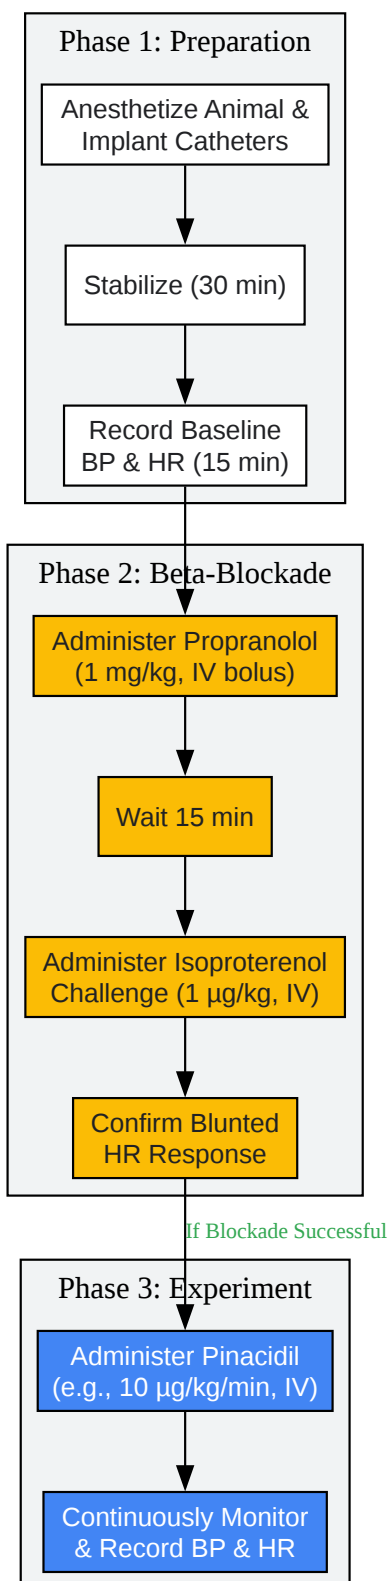 Phase 1: Preparation
Anesthetize Animal &
Implant Catheters
Stabilize (30 min)
Record Baseline
BP & HR (15 min)
Phase 2: Beta-Blockade
Administer Propranolol
(1 mg/kg, IV bolus)
Wait 15 min
Administer Isoproterenol
Challenge (1 µg/kg, IV)
Confirm Blunted
HR Response
If Blockade Successful
Phase 3: Experiment
Administer Pinacidil
(e.g., 10 µg/kg/min, IV)
Continuously Monitor
& Record BP & HR